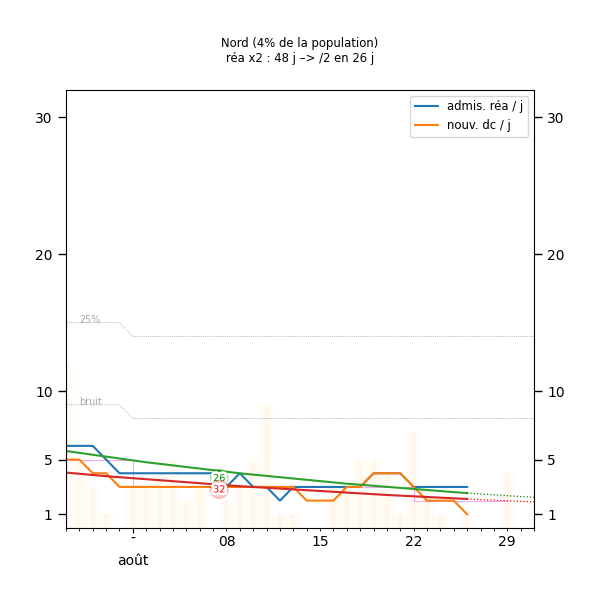 Nord (4% de la population)
réa x2 : 48 j –> /2 en 26 j
admis. réa / j
nouv. dc / j
30 30
20 20
25%
10 10
bruit
5 5
26
32
1 1
- 08 15 22 29
août